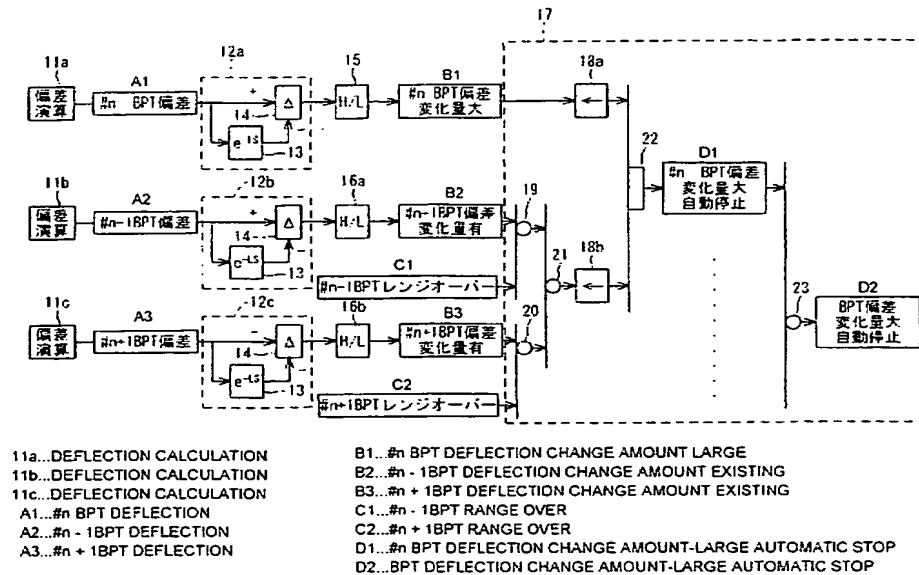 17
12a
11a
A1
15
B1
18a
偏差
演算
#n BPT偏差
+
Δ
14
e-LS
13
H/L
#n BPT偏差
変化量大
←
22
D1
#n BPT偏差
変化量大
自動停止
11b
A2
12b
16a
B2
19
偏差
演算
#n-1BPT偏差
+
Δ
14
e-LS
13
-
H/L
#n-1BPT偏差
変化量有
21
18b
←
C1
#n-1BPTレンジオーバー
11c
A3
12c
16b
B3
20
23
D2
偏差
演算
#n+1BPT偏差
-
Δ
14
e-LS
13
-
H/L
#n+1BPT偏差
変化量有
BPT偏差
変化量大
自動停止
C2
#n+1BPTレンジオーバー
11a...DEFLECTION CALCULATION
11b...DEFLECTION CALCULATION
11c...DEFLECTION CALCULATION
A1...#n BPT DEFLECTION
A2...#n - 1BPT DEFLECTION
A3...#n + 1BPT DEFLECTION
B1...#n BPT DEFLECTION CHANGE AMOUNT LARGE
B2...#n - 1BPT DEFLECTION CHANGE AMOUNT EXISTING
B3...#n + 1BPT DEFLECTION CHANGE AMOUNT EXISTING
C1...#n - 1BPT RANGE OVER
C2...#n + 1BPT RANGE OVER
D1...#n BPT DEFLECTION CHANGE AMOUNT-LARGE AUTOMATIC STOP
D2...BPT DEFLECTION CHANGE AMOUNT-LARGE AUTOMATIC STOP